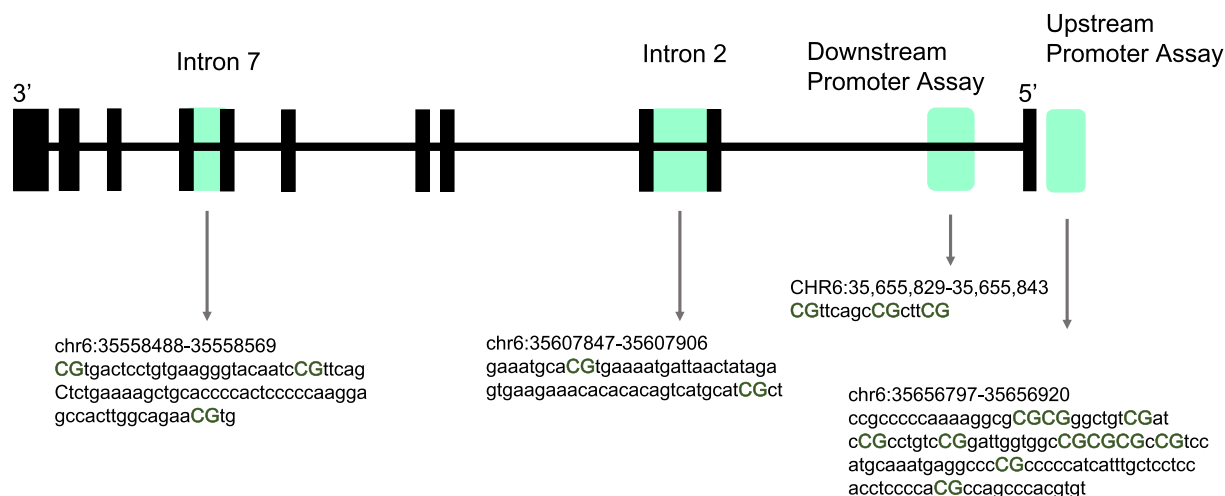 Upstream
Promoter Assay
Downstream
Promoter Assay
Intron 2
Intron 7
3’
5’
CHR6:35,655,829-35,655,843
CGttcagcCGcttCG
chr6:35558488-35558569
CGtgactcctgtgaagggtacaatcCGttcag
Ctctgaaaagctgcaccccactcccccaagga
gccacttggcagaaCGtg
chr6:35607847-35607906
gaaatgcaCGtgaaaatgattaactataga
gtgaagaaacacacacagtcatgcatCGct
chr6:35656797-35656920
ccgcccccaaaaggcgCGCGggctgtCGat
cCGcctgtcCGgattggtggcCGCGCGcCGtcc
atgcaaatgaggcccCGcccccatcatttgctcctcc
acctccccaCGccagcccacgtgt